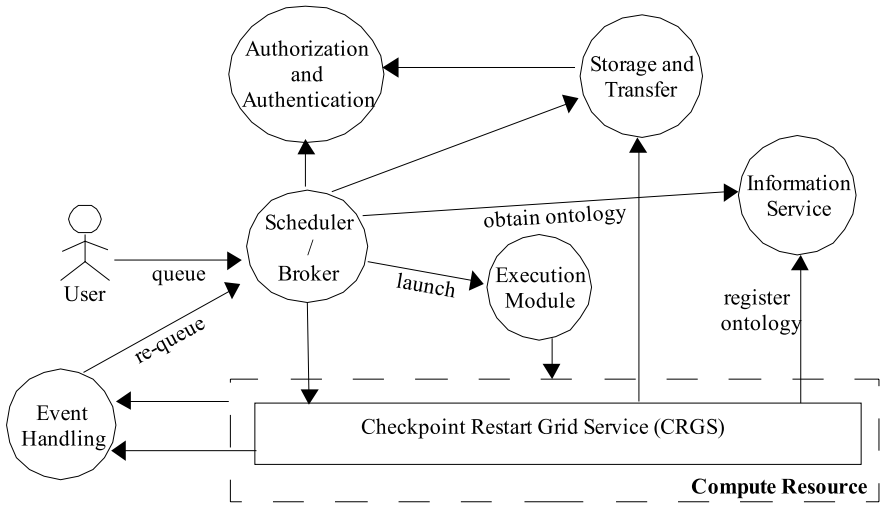 Authorization
and
Authentication
Storage and
Transfer
Information
Service
obtain ontology
Scheduler
/
Broker
User
queue
launch
Execution
Module
register
ontology
re-queue
Event
Handling
Checkpoint Restart Grid Service (CRGS)
Compute Resource